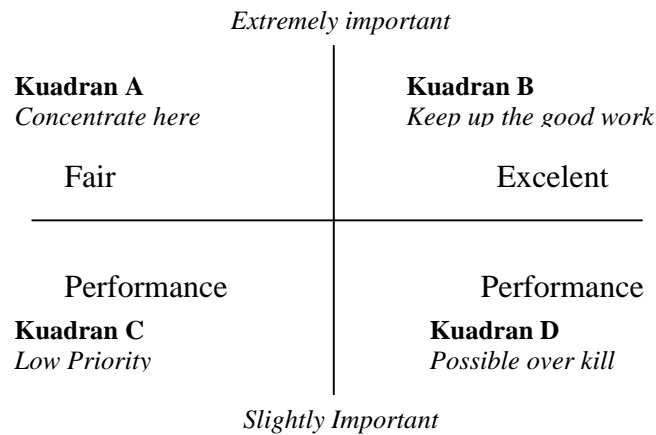 Extremely important
Kuadran A
Concentrate here
Kuadran B
Keep up the good work
Fair
Excelent
Performance
Performance
Kuadran C
Low Priority
Kuadran D
Possible over kill
Slightly Important